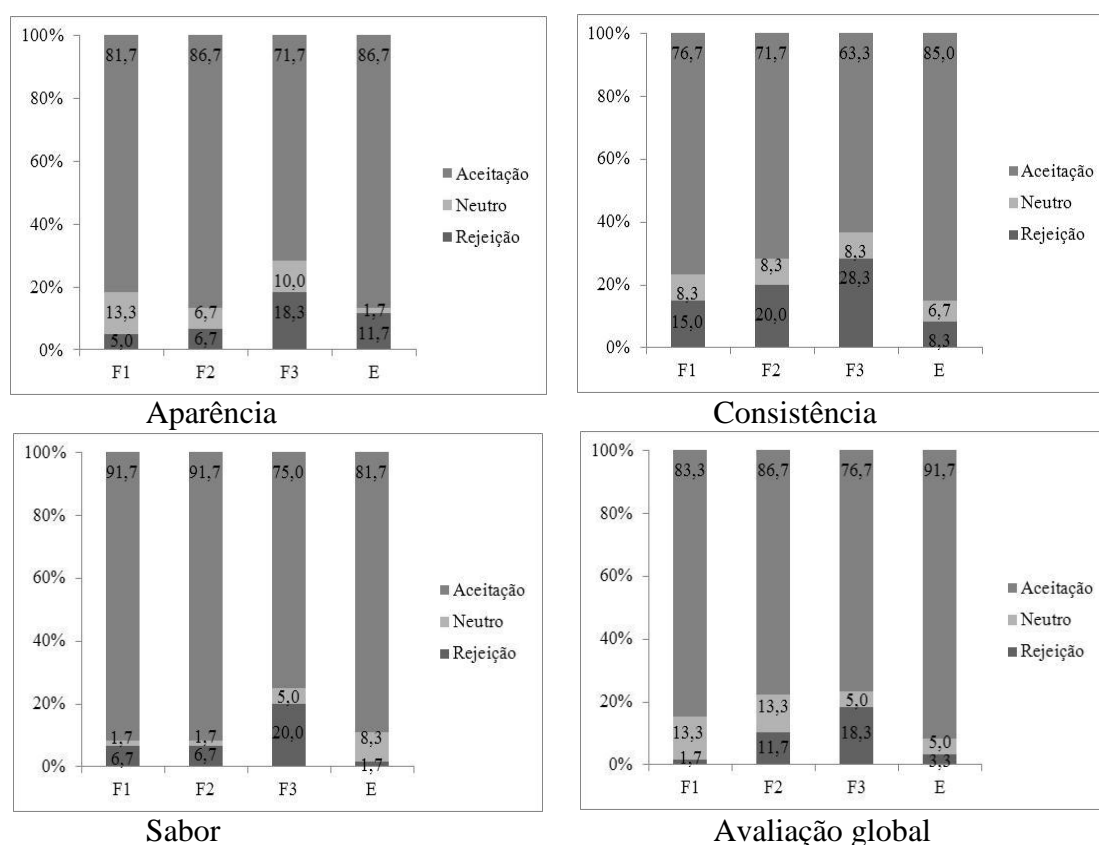 100%
80%
60%
40%
20%
0%
81,7 86,7 71,7 86,7
13,3 6,7 10,0 1,7
5,0 6,7 18,3 11,7
F1 F2 F3 E
Aceitação
Neutro
Rejeição
Aparência
100%
80%
60%
40%
20%
0%
76,7 71,7 63,3 85,0
8,3 8,3 8,3 6,7
15,0 20,0 28,3 8,3
F1 F2 F3 E
Aceitação
Neutro
Rejeição
Consistência
100%
80%
60%
40%
20%
0%
91,7 91,7 75,0 81,7
1,7 1,7 5,0 8,3
6,7 6,7 20,0 1,7
F1 F2 F3 E
Aceitação
Neutro
Rejeição
Sabor
100%
80%
60%
40%
20%
0%
83,3 86,7 76,7 91,7
13,3 13,3 5,0 5,0
1,7 11,7 18,3 3,3
F1 F2 F3 E
Aceitação
Neutro
Rejeição
Avaliação global